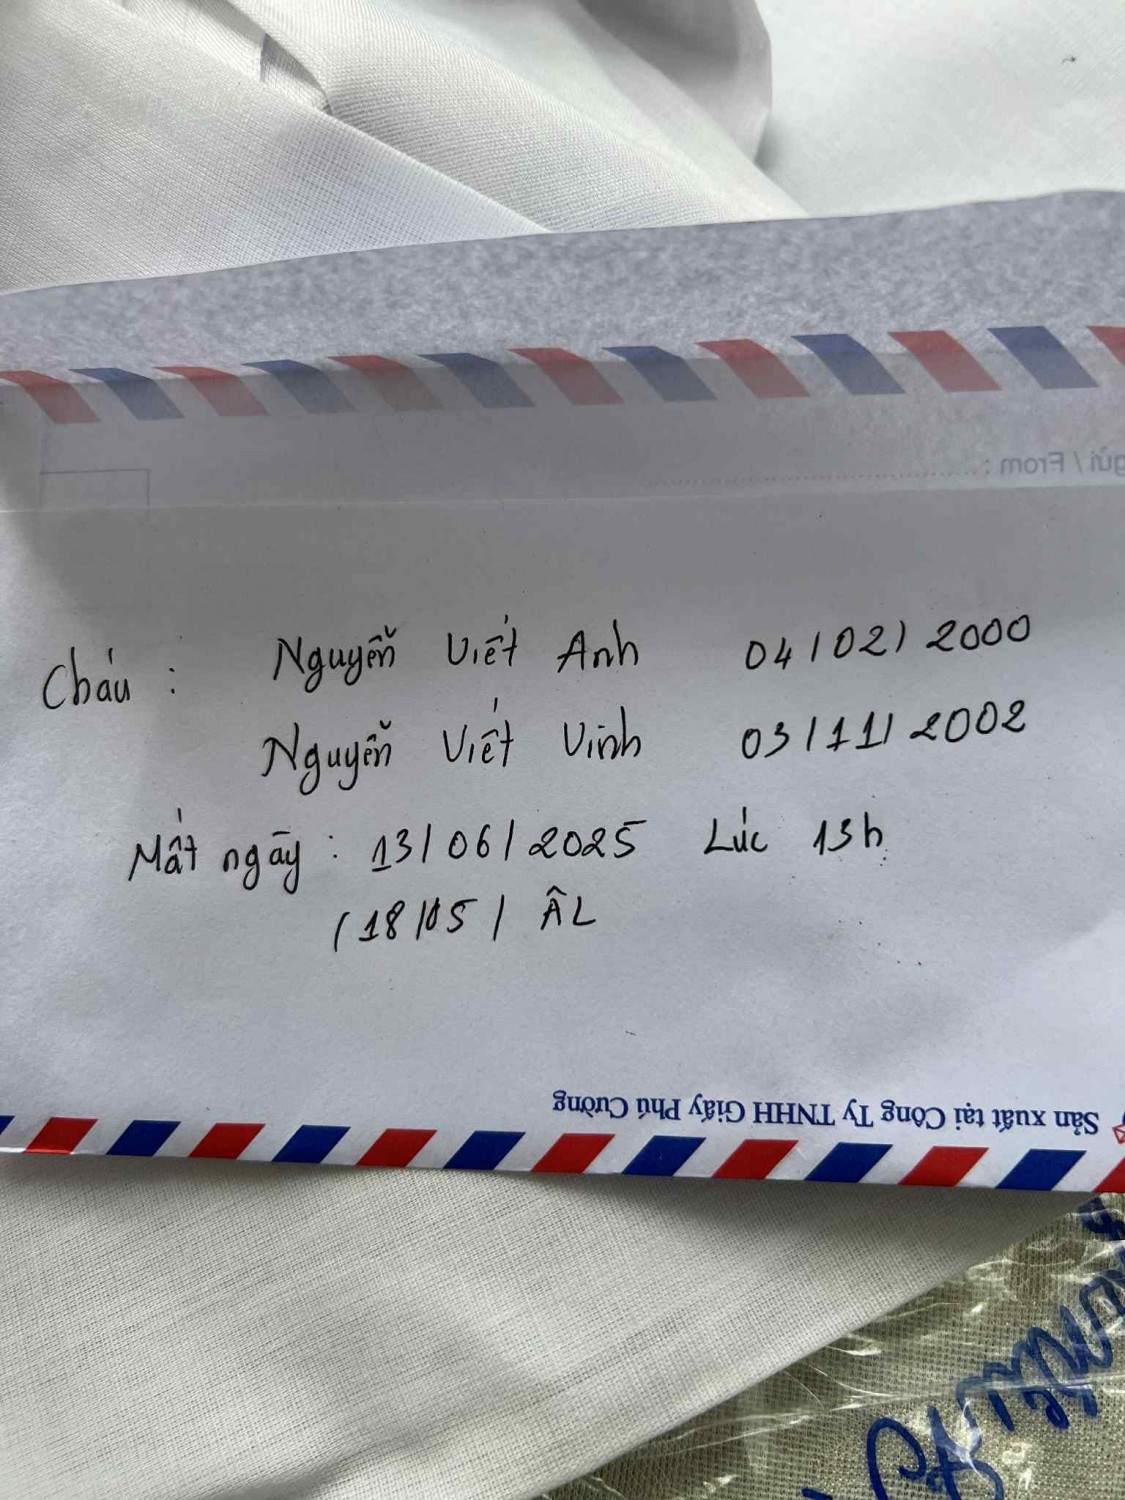 gửi / From :
Cháu : Nguyễn Viết Anh 04/02/2000
Nguyễn Viết Vinh 03/11/2002
Mất ngày : 13/06/2025 Lúc 13h
(18/05/ ÂL
Sản xuất tại Công Ty TNHH Giấy Phú Cường